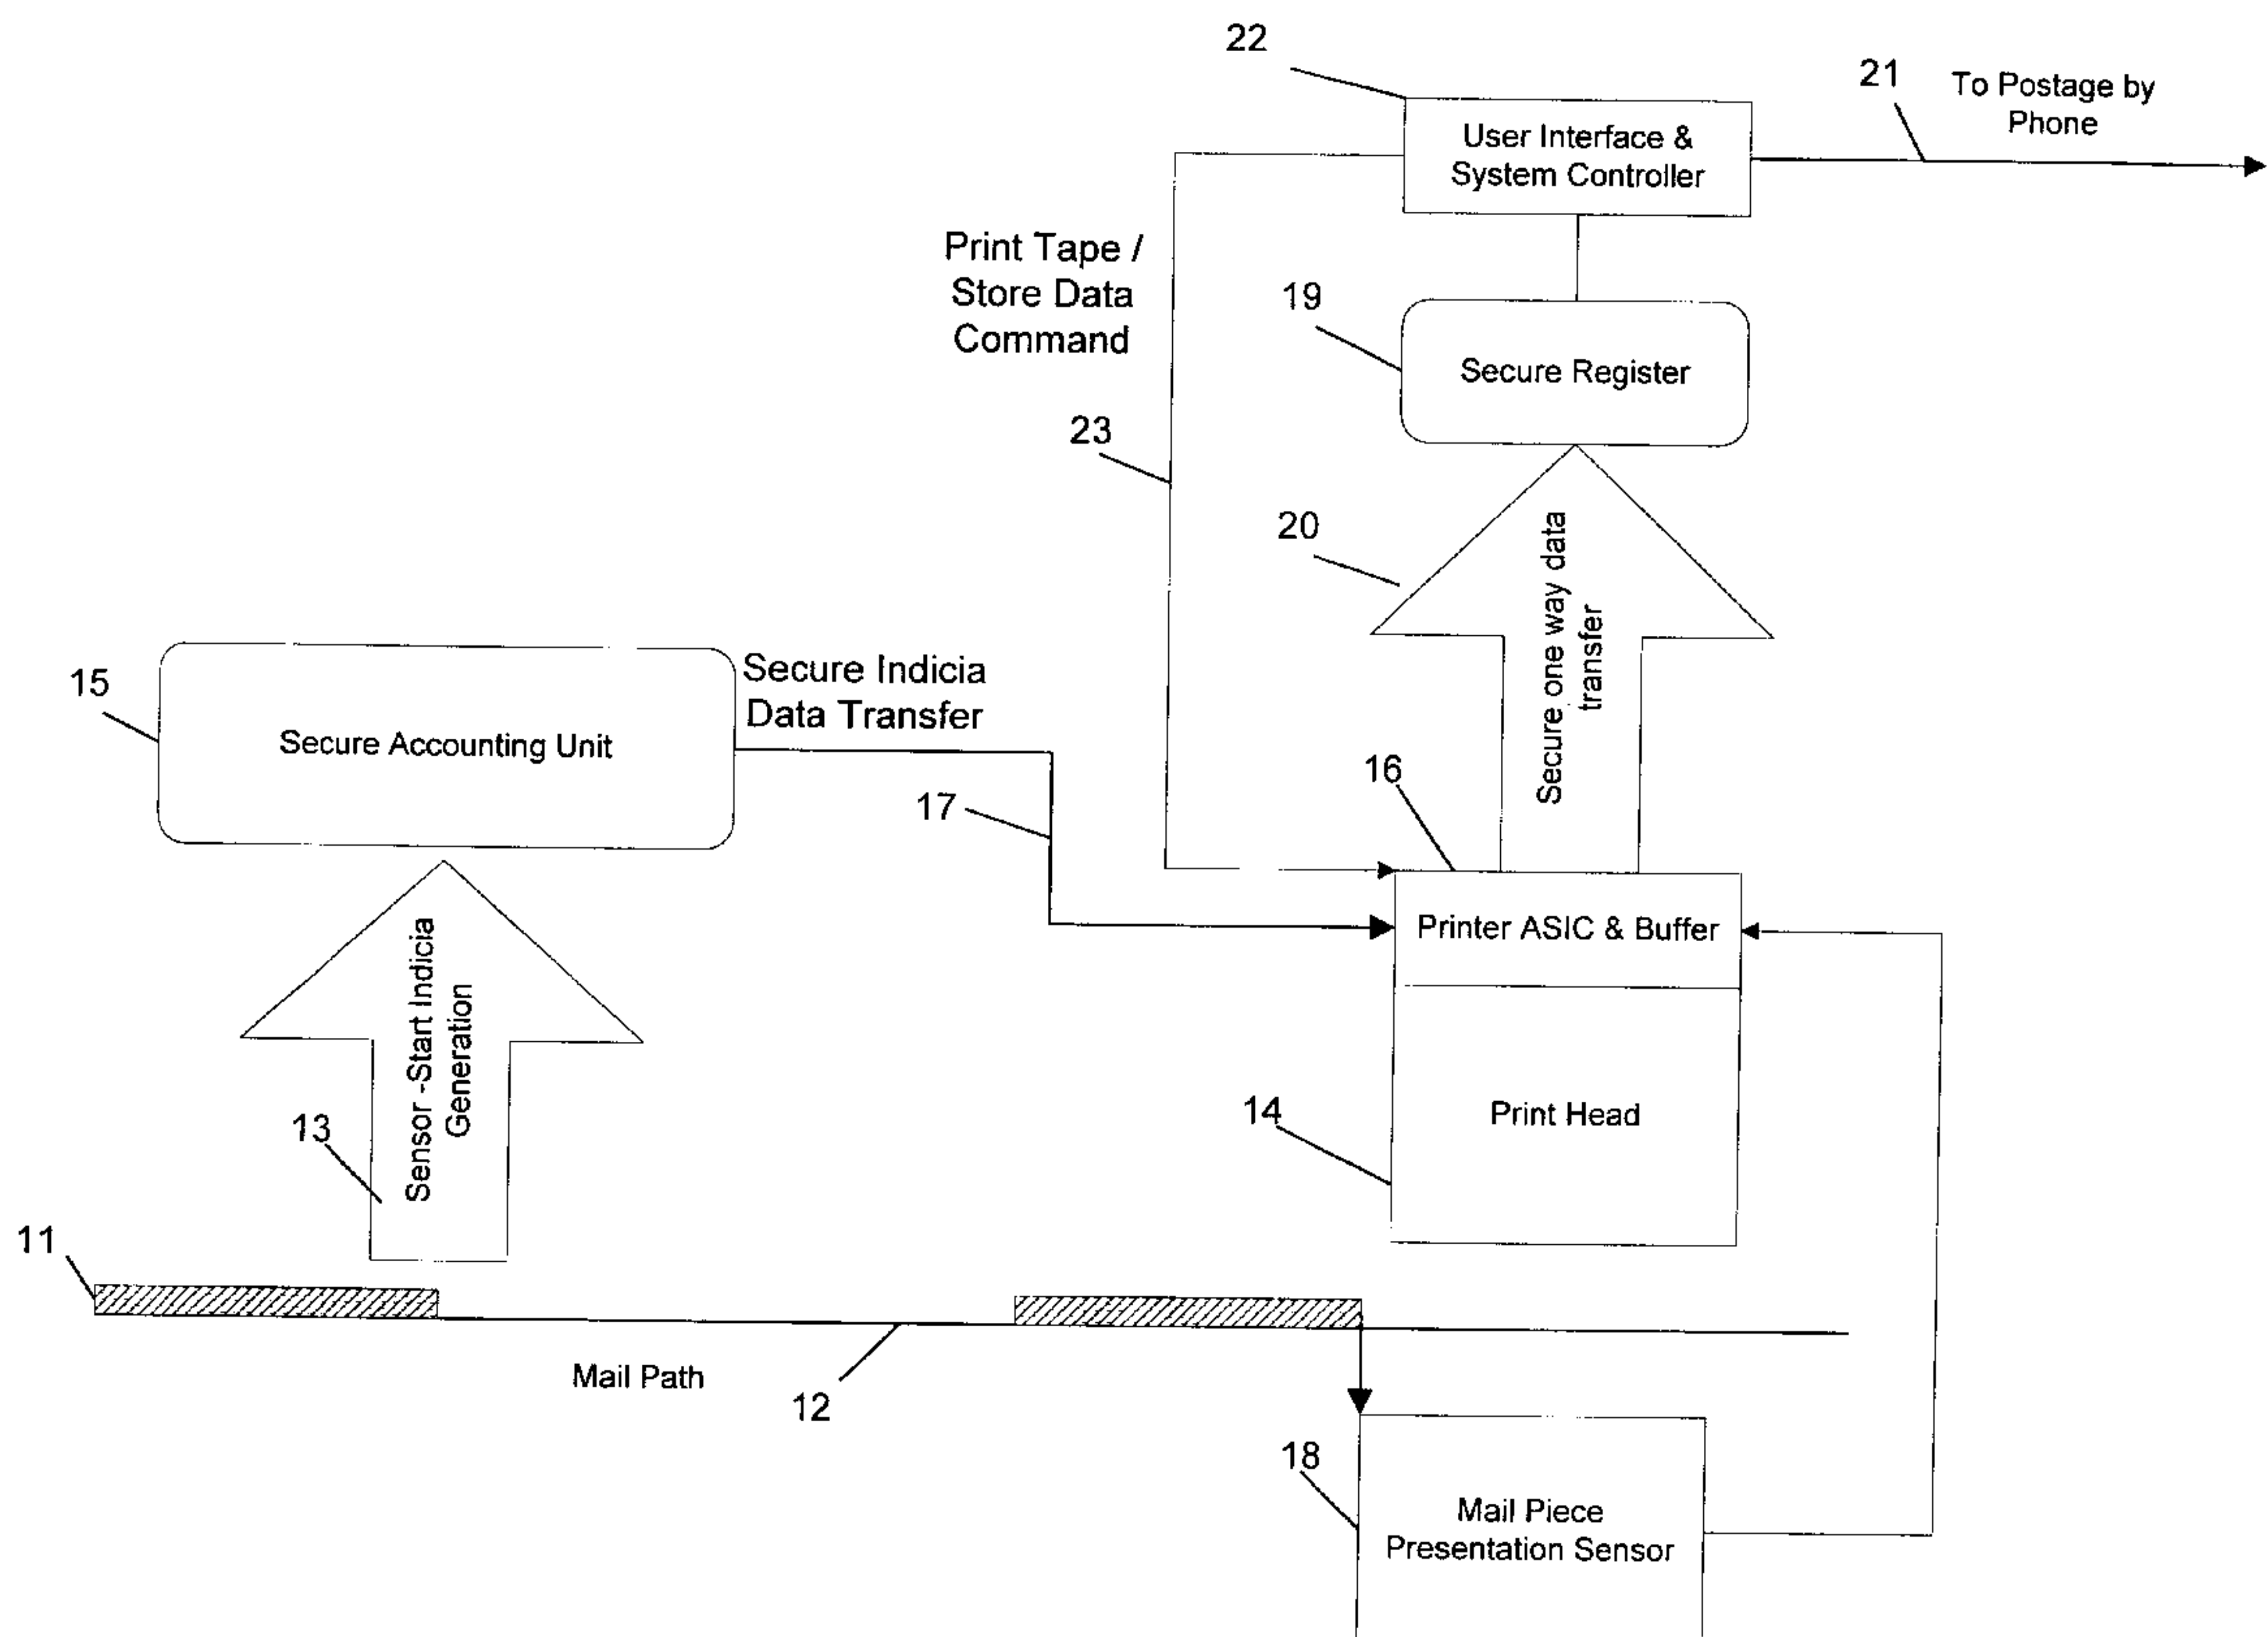 22
21
To Postage by
Phone
User Interface &
System Controller
Print Tape /
Store Data
Command
19
Secure Register
23
20
Secure one way data
transfer
15
Secure Accounting Unit
Secure Indicia
Data Transfer
17
16
Printer ASIC & Buffer
Sensor -Start Indicia
Generation
13
14
Print Head
11
Mail Path
12
18
Mail Piece
Presentation Sensor